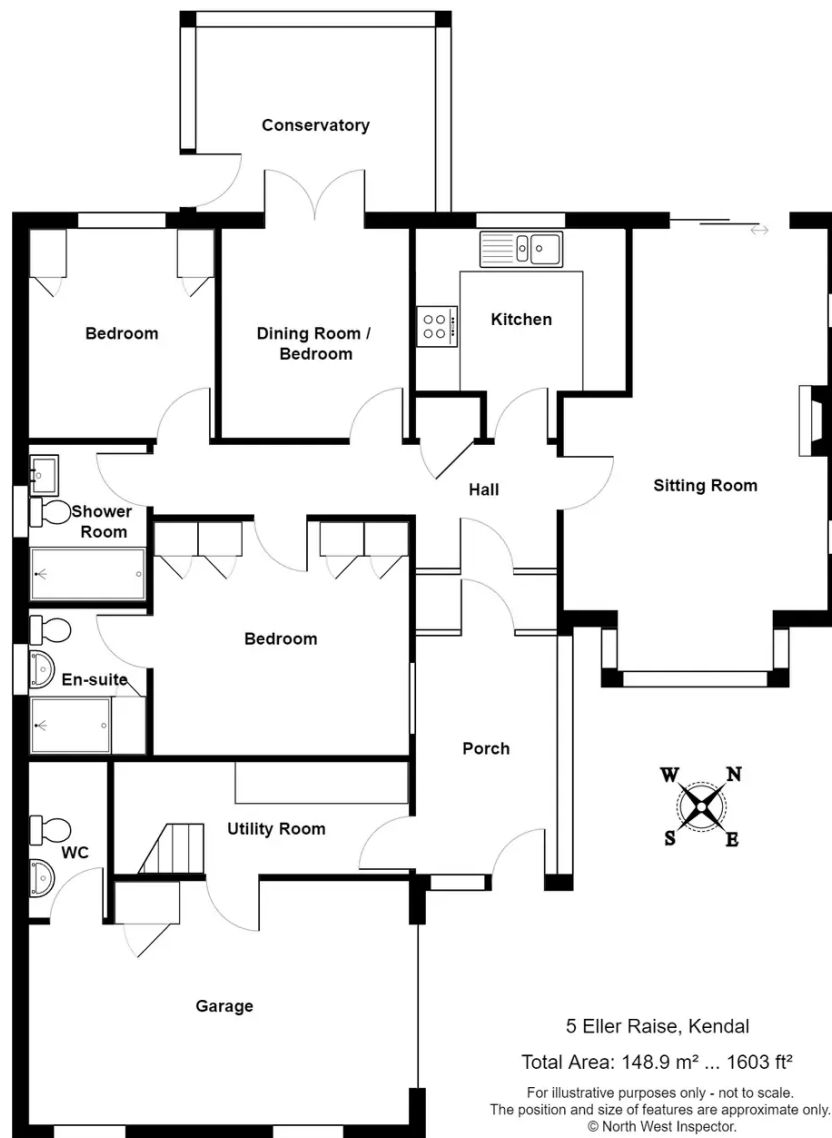 Conservatory
Bedroom
Dining Room /
Bedroom
Kitchen
Hall
Sitting Room
Shower
Room
Bedroom
En-suite
Porch
W
N
S
E
Utility Room
WC
Garage
5 Eller Raise, Kendal
Total Area: 148.9 m² ... 1603 ft²
For illustrative purposes only - not to scale.
The position and size of features are approximate only.
© North West Inspector.